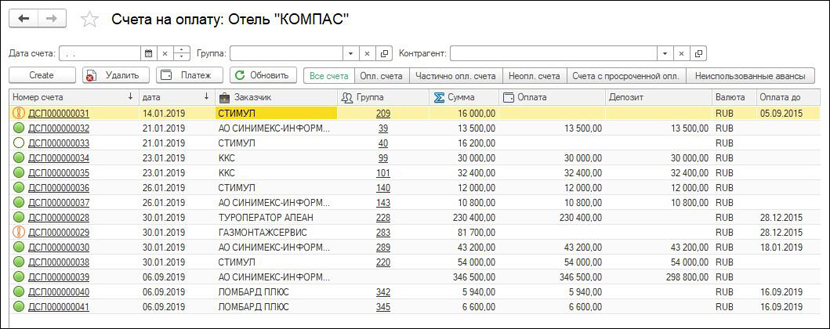 Счета на оплату: Отель "КОМПАС"
Дата счета: . . Группа: Контрагент:
Create Удалить Платеж Обновить Все счета Опл. счета Частично опл. счета Неопл. счета Счета с просроченной опл. Неиспользованные авансы
Номер счета дата Заказчик Группа Сумма Оплата Депозит Валюта Оплата до
ДСП000000031 14.01.2019 СТИМУЛ 209 16 000,00 RUB 05.09.2015
ДСП000000032 21.01.2019 АО СИНИМЕКС-ИНФОРМ... 39 13 500,00 13 500,00 13 500,00 RUB
ДСП000000033 21.01.2019 СТИМУЛ 40 16 200,00 RUB
ДСП000000034 23.01.2019 ККС 99 30 000,00 30 000,00 30 000,00 RUB
ДСП000000035 23.01.2019 ККС 101 32 400,00 32 400,00 32 400,00 RUB
ДСП000000036 26.01.2019 СТИМУЛ 140 12 000,00 12 000,00 12 000,00 RUB
ДСП000000037 26.01.2019 АО СИНИМЕКС-ИНФОРМ... 143 10 800,00 10 800,00 10 800,00 RUB
ДСП000000028 30.01.2019 ТУРОПЕРАТОР АПЕАН 228 230 400,00 230 400,00 RUB 28.12.2015
ДСП000000029 30.01.2019 ГАЗМОНТАЖСЕРВИС 283 81 700,00 RUB 28.12.2015
ДСП000000030 30.01.2019 АО СИНИМЕКС-ИНФОРМ... 289 43 200,00 43 200,00 43 200,00 RUB 18.01.2019
ДСП000000038 30.01.2019 СТИМУЛ 220 54 000,00 54 000,00 54 000,00 RUB
ДСП000000039 06.09.2019 АО СИНИМЕКС-ИНФОРМ... 346 500,00 346 500,00 298 800,00 RUB
ДСП000000040 06.09.2019 ЛОМБАРД ПЛЮС 342 5 940,00 5 940,00 RUB 16.09.2019
ДСП000000041 06.09.2019 ЛОМБАРД ПЛЮС 345 6 600,00 6 600,00 RUB 16.09.2019